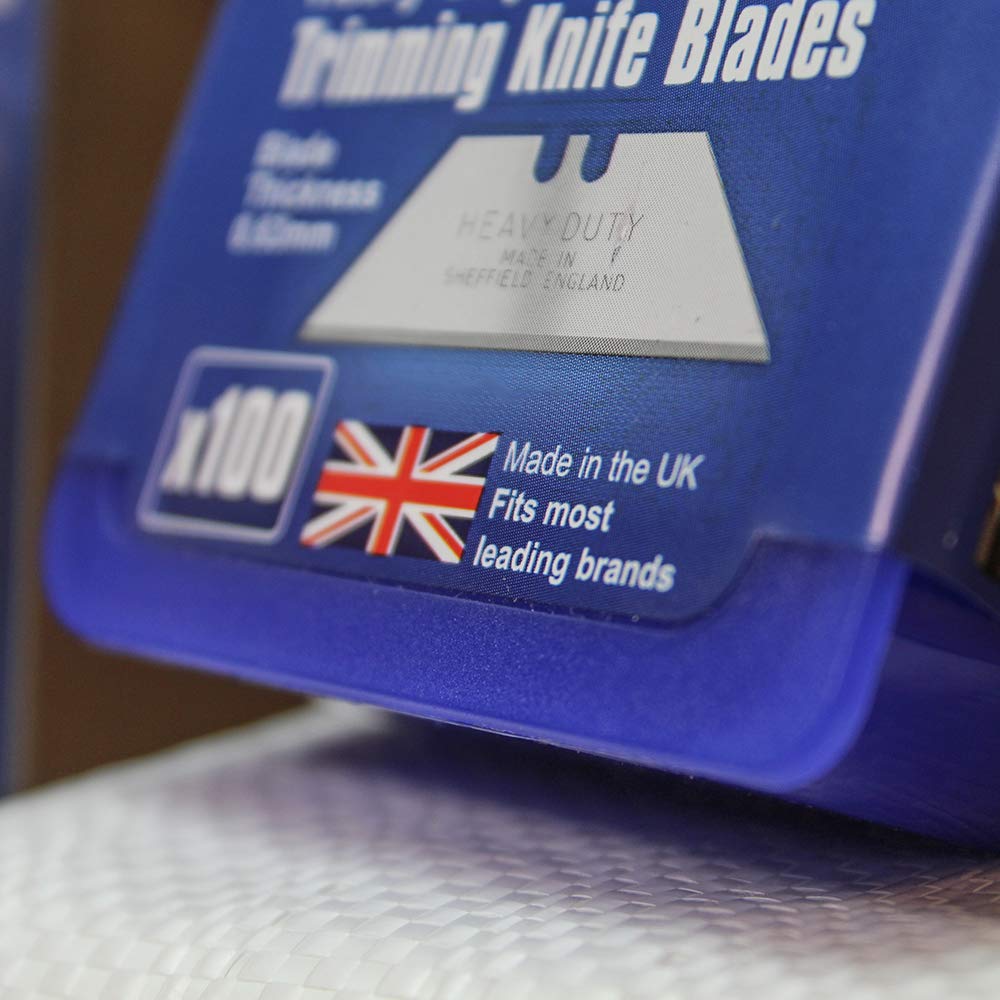 Trimming Knife Blades
Blade
Thickness
0.62mm
HEAVY DUTY
MADE IN
SHEFFIELD ENGLAND
x100
Made in the UK
Fits most
leading brands